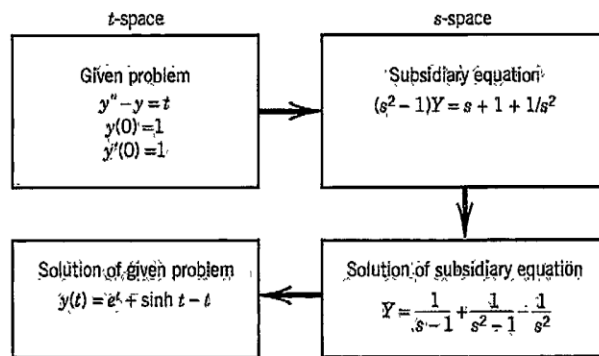 t-space
s-space
Given problem
y" − y = t
y(0) = 1
y'(0) = 1
Subsidiary equation
(s² − 1)Y = s + 1 + 1/s²
Solution of given problem
y(t) = eᵗ + sinh t − t
Solution of subsidiary equation
Y = 1/(s − 1) + 1/(s² − 1) − 1/s²